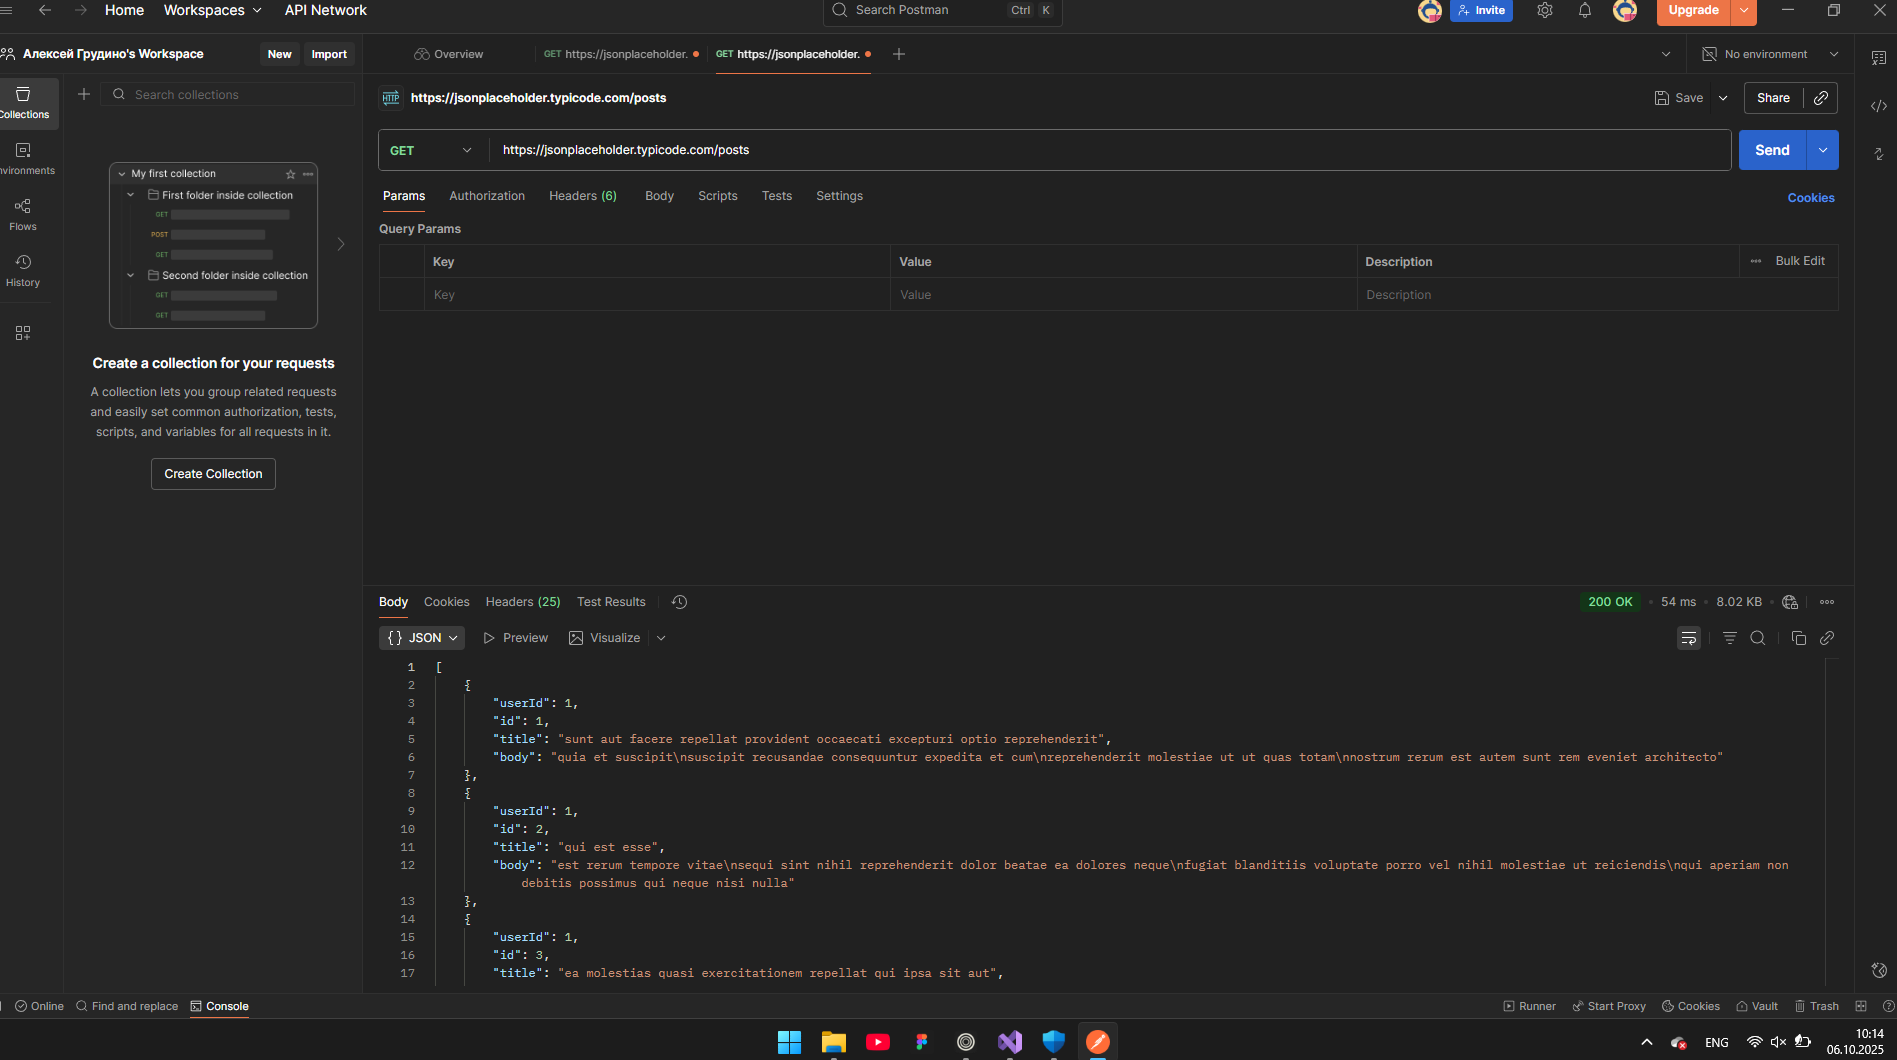 Home Workspaces API Network Search Postman Ctrl K Invite Upgrade
Алексей Грудино's Workspace New Import Overview GET https://jsonplaceholder. GET https://jsonplaceholder. No environment
Search collections
HTTP https://jsonplaceholder.typicode.com/posts Save Share
GET https://jsonplaceholder.typicode.com/posts Send
Params Authorization Headers (6) Body Scripts Tests Settings Cookies
Query Params
Key Value Description Bulk Edit
Key Value Description
Collections
nvironments
Flows
History
My first collection
First folder inside collection
GET
POST
GET
Second folder inside collection
GET
GET
Create a collection for your requests
A collection lets you group related requests
and easily set common authorization, tests,
scripts, and variables for all requests in it.
Create Collection
Body Cookies Headers (25) Test Results 200 OK 54 ms 8.02 KB
{} JSON Preview Visualize
1 [
2 {
3 "userId": 1,
4 "id": 1,
5 "title": "sunt aut facere repellat provident occaecati excepturi optio reprehenderit",
6 "body": "quia et suscipit\nsuscipit recusandae consequuntur expedita et cum\nreprehenderit molestiae ut ut quas totam\nnostrum rerum est autem sunt rem eveniet architecto"
7 },
8 {
9 "userId": 1,
10 "id": 2,
11 "title": "qui est esse",
12 "body": "est rerum tempore vitae\nsequi sint nihil reprehenderit dolor beatae ea dolores neque\nfugiat blanditiis voluptate porro vel nihil molestiae ut reiciendis\nqui aperiam non
debitis possimus qui neque nisi nulla"
13 },
14 {
15 "userId": 1,
16 "id": 3,
17 "title": "ea molestias quasi exercitationem repellat qui ipsa sit aut",
Online Find and replace Console Runner Start Proxy Cookies Vault Trash
ENG 10:14
06.10.2025